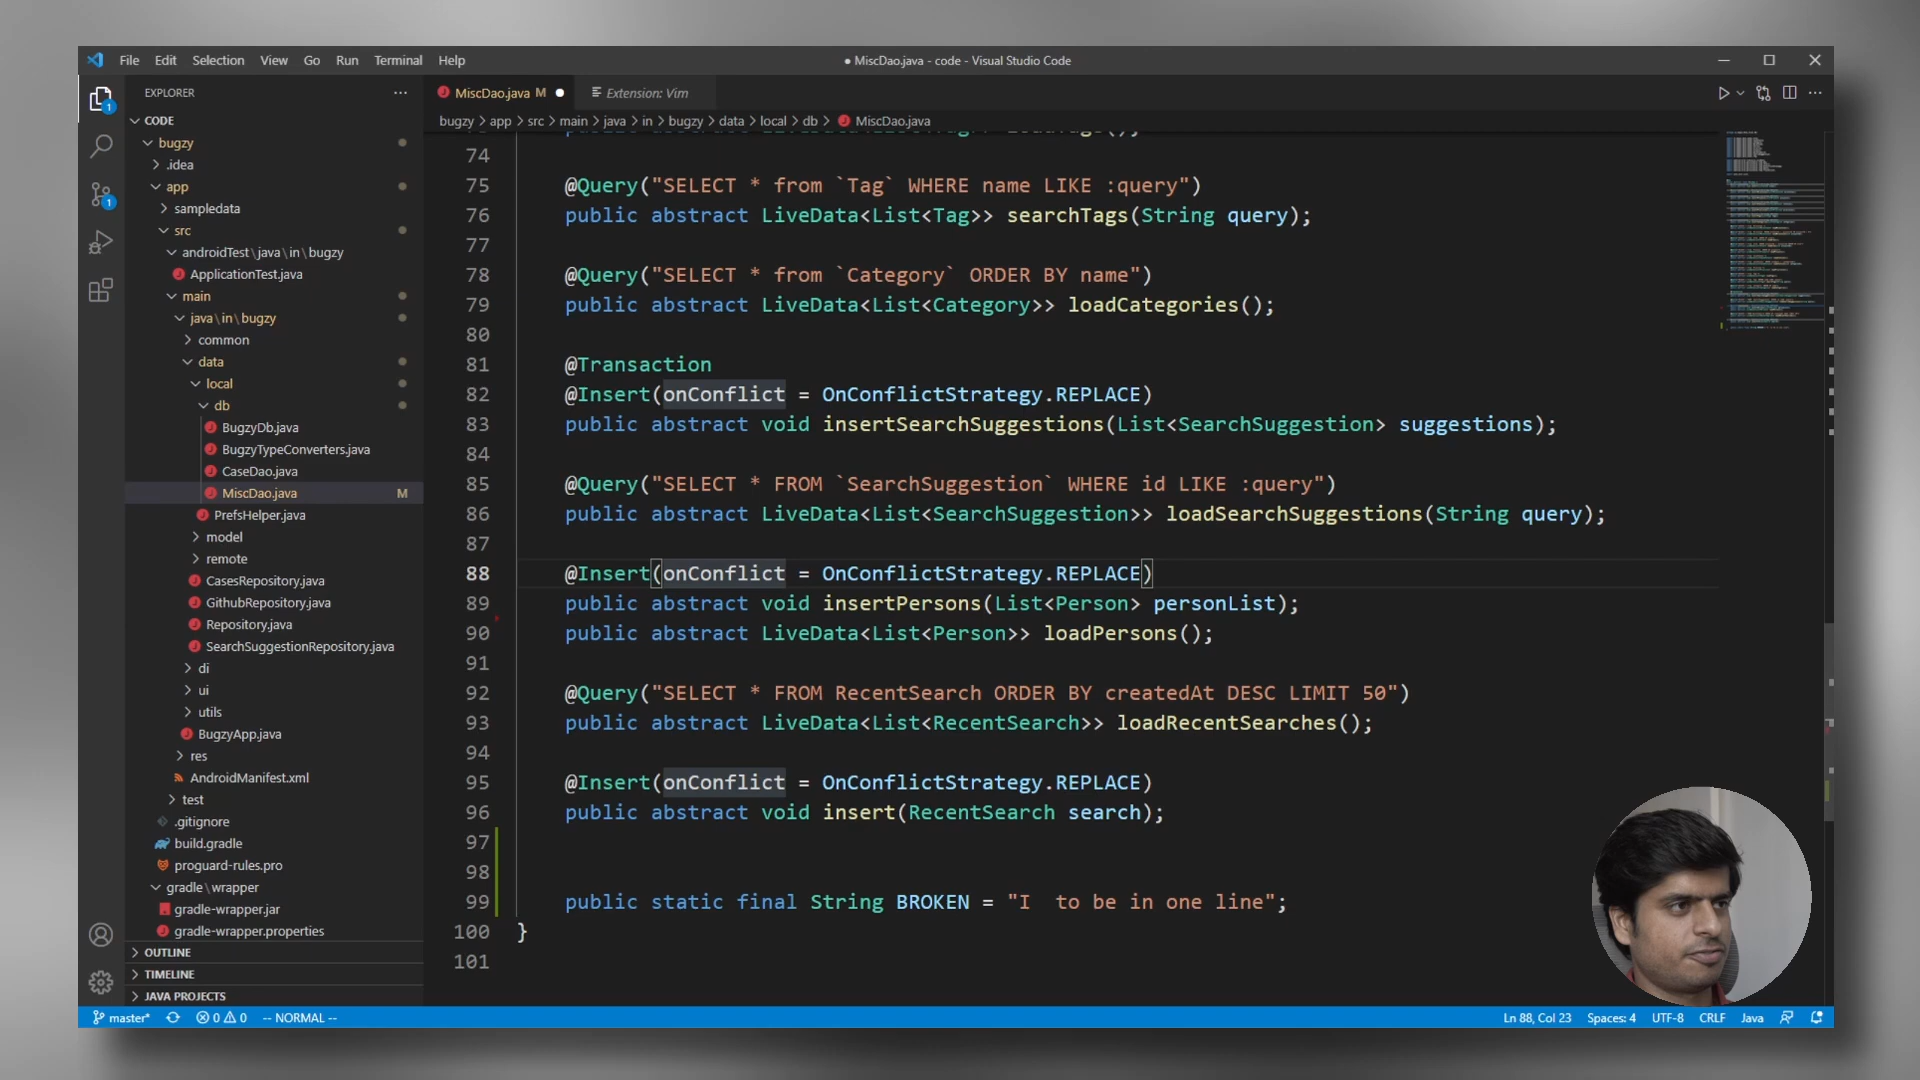 File Edit Selection View Go Run Terminal Help
● MiscDao.java - code - Visual Studio Code
EXPLORER
MiscDao.java M
Extension: Vim
bugzy > app > src > main > java > in > bugzy > data > local > db > MiscDao.java
CODE
bugzy
.idea
app
sampledata
src
androidTest\java\in\bugzy
ApplicationTest.java
main
java\in\bugzy
common
data
local
db
BugzyDb.java
BugzyTypeConverters.java
CaseDao.java
MiscDao.java M
PrefsHelper.java
model
remote
CasesRepository.java
GithubRepository.java
Repository.java
SearchSuggestionRepository.java
di
ui
utils
BugzyApp.java
res
AndroidManifest.xml
test
.gitignore
build.gradle
proguard-rules.pro
gradle\wrapper
gradle-wrapper.jar
gradle-wrapper.properties
OUTLINE
TIMELINE
JAVA PROJECTS
74
75 @Query("SELECT * from `Tag` WHERE name LIKE :query")
76 public abstract LiveData<List<Tag>> searchTags(String query);
77
78 @Query("SELECT * from `Category` ORDER BY name")
79 public abstract LiveData<List<Category>> loadCategories();
80
81 @Transaction
82 @Insert(onConflict = OnConflictStrategy.REPLACE)
83 public abstract void insertSearchSuggestions(List<SearchSuggestion> suggestions);
84
85 @Query("SELECT * FROM `SearchSuggestion` WHERE id LIKE :query")
86 public abstract LiveData<List<SearchSuggestion>> loadSearchSuggestions(String query);
87
88 @Insert(onConflict = OnConflictStrategy.REPLACE)
89 public abstract void insertPersons(List<Person> personList);
90 public abstract LiveData<List<Person>> loadPersons();
91
92 @Query("SELECT * FROM RecentSearch ORDER BY createdAt DESC LIMIT 50")
93 public abstract LiveData<List<RecentSearch>> loadRecentSearches();
94
95 @Insert(onConflict = OnConflictStrategy.REPLACE)
96 public abstract void insert(RecentSearch search);
97
98
99 public static final String BROKEN = "I  to be in one line";
100 }
101
master* 0 0 -- NORMAL -- Ln 88, Col 23 Spaces: 4 UTF-8 CRLF Java